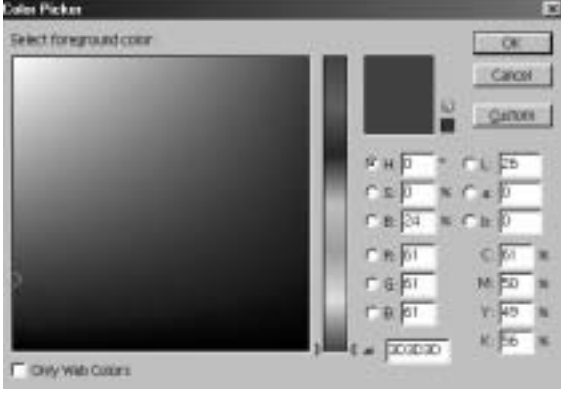 Color Picker
Select foreground color
OK
Cancel
Custom
H: 0 °
L: 25
S: 0 %
a: 0
B: 24 %
b: 0
R: 61
C: 61 %
G: 61
M: 50 %
B: 61
Y: 49 %
# 3D3D3D
K: 56 %
Only Web Colors